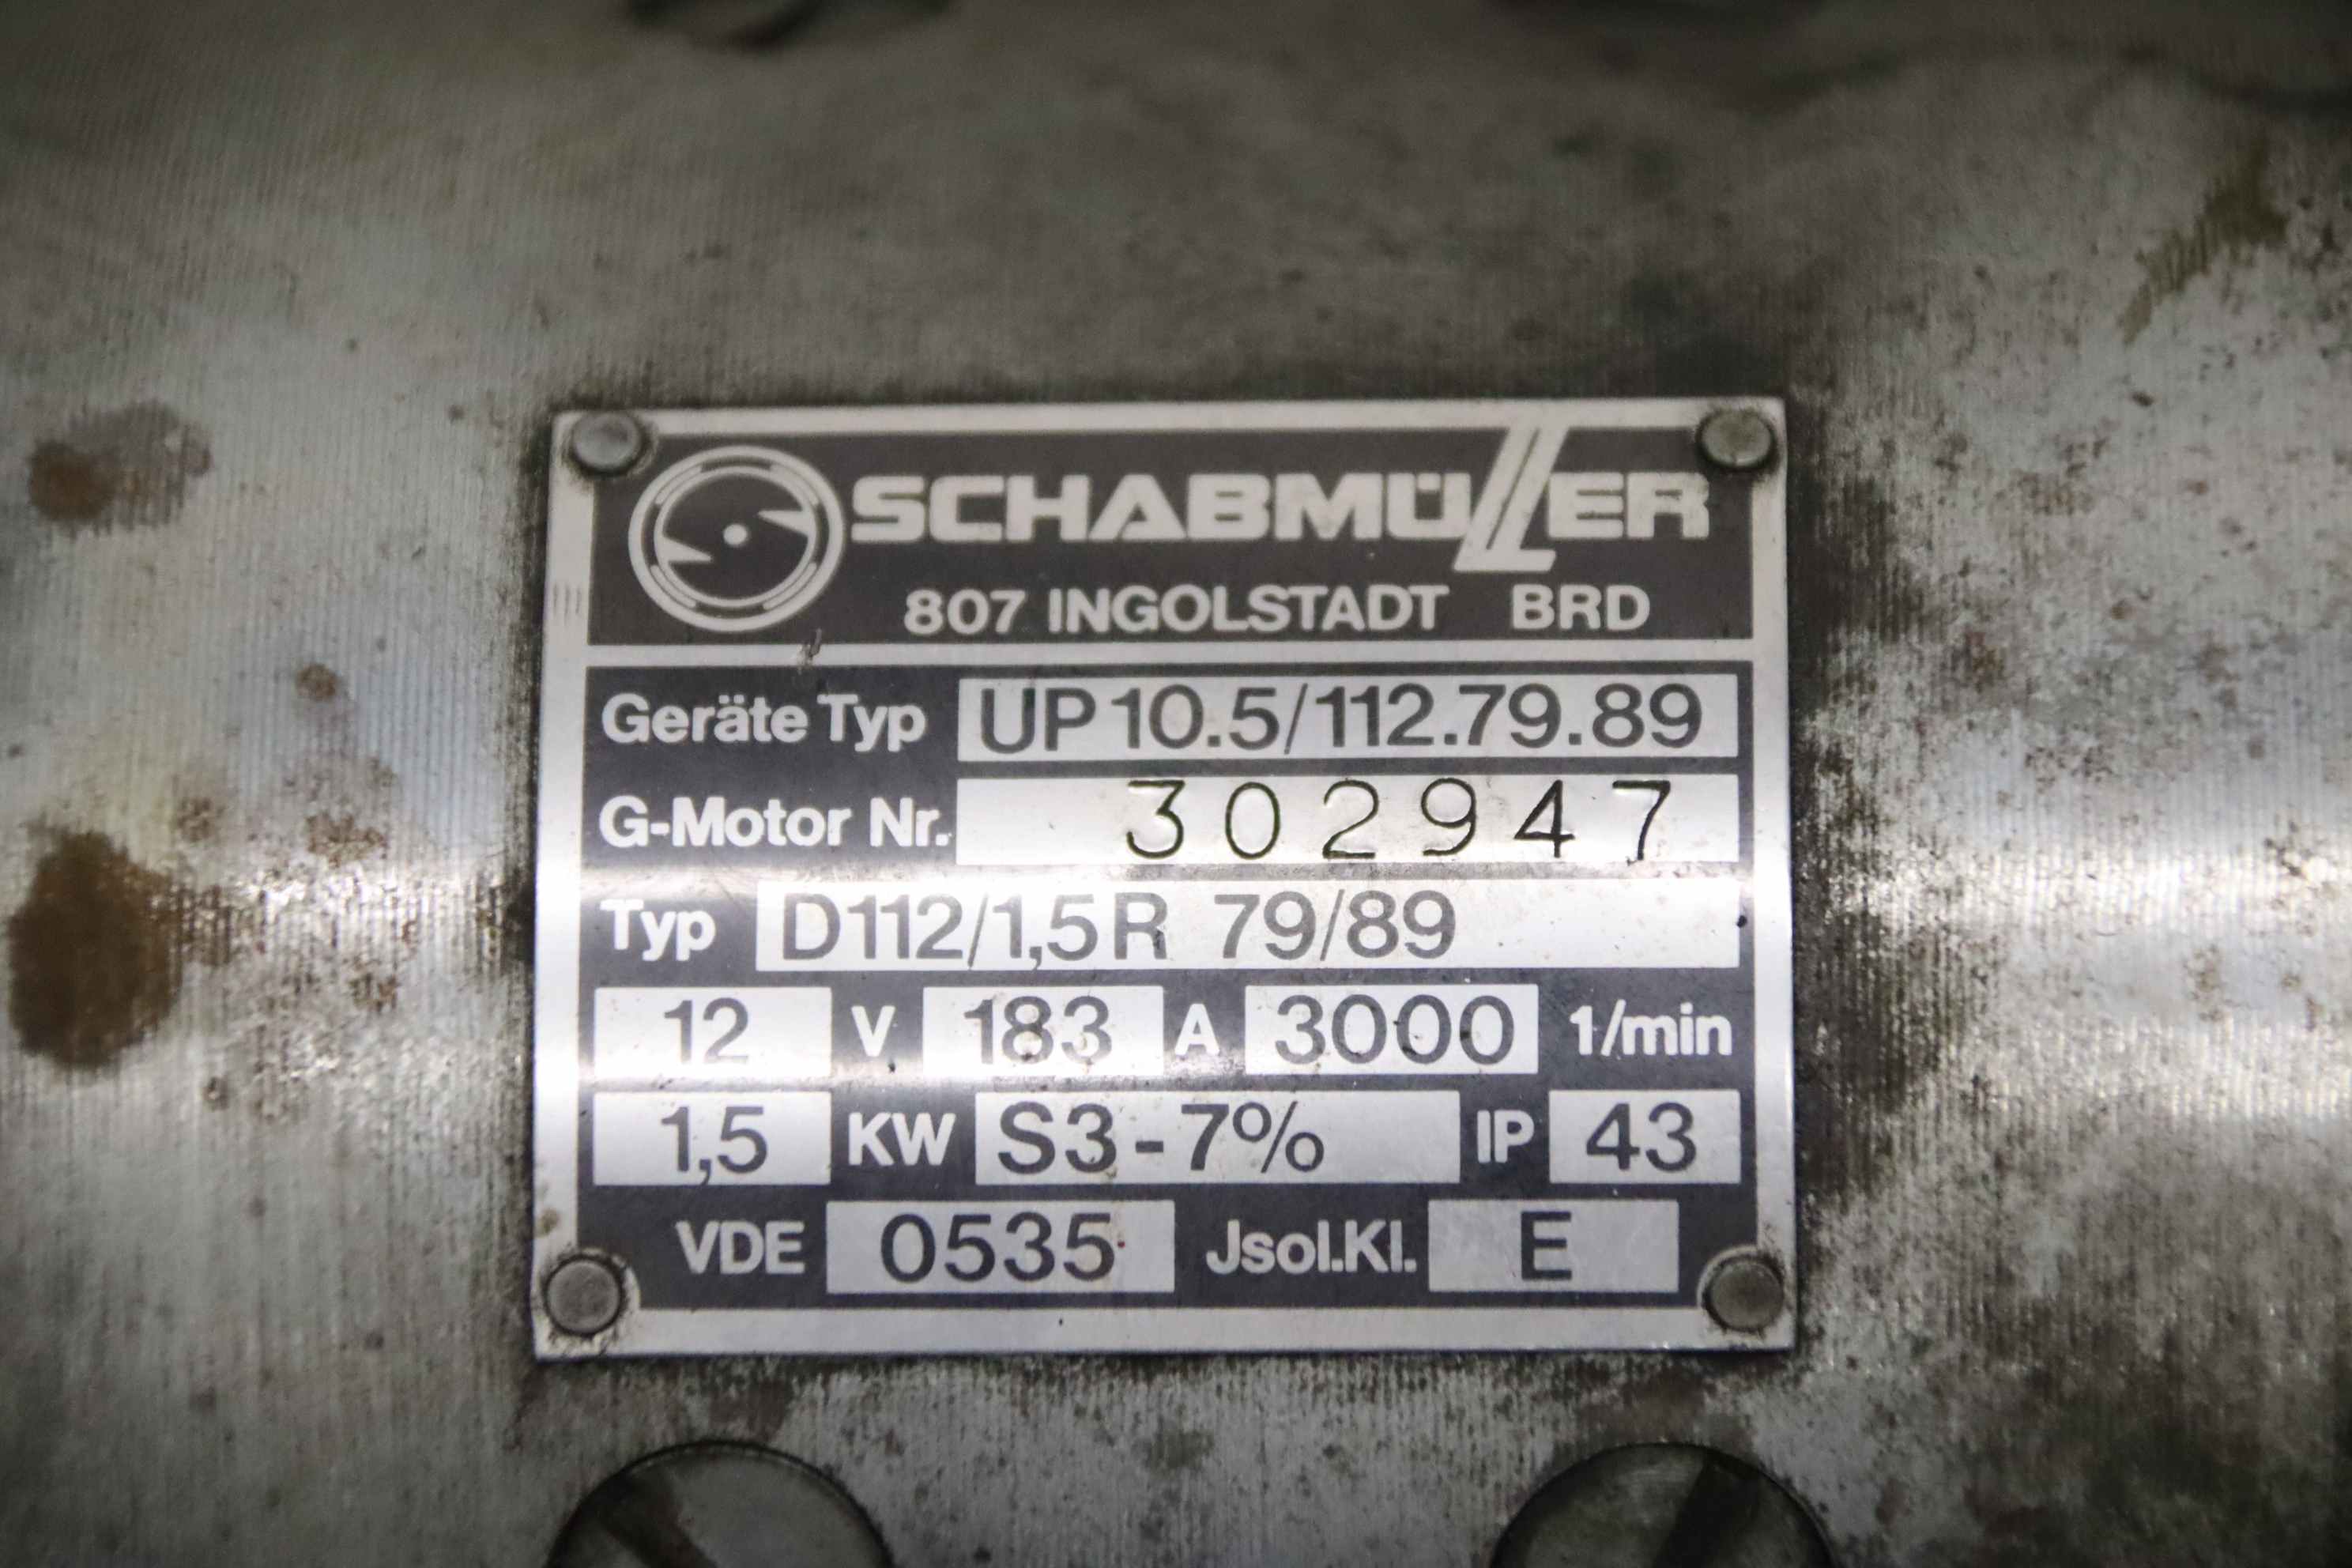 SCHABMÜLLER
807 INGOLSTADT BRD
Geräte Typ UP 10.5/112.79.89
G-Motor Nr. 302947
Typ D112/1,5R 79/89
12 V 183 A 3000 1/min
1,5 KW S3-7% IP 43
VDE 0535 Jsol.Kl. E